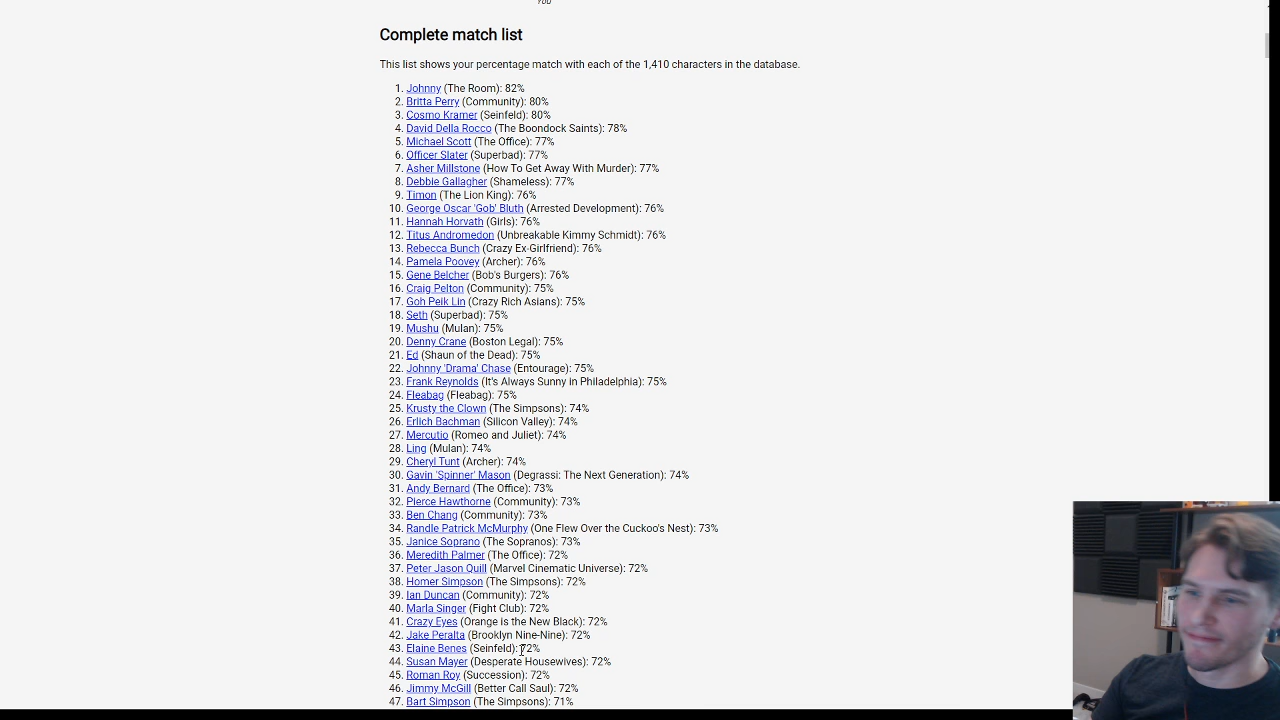 YOU
Complete match list
This list shows your percentage match with each of the 1,410 characters in the database.
1. Johnny (The Room): 82%
2. Britta Perry (Community): 80%
3. Cosmo Kramer (Seinfeld): 80%
4. David Della Rocco (The Boondock Saints): 78%
5. Michael Scott (The Office): 77%
6. Officer Slater (Superbad): 77%
7. Asher Millstone (How To Get Away With Murder): 77%
8. Debbie Gallagher (Shameless): 77%
9. Timon (The Lion King): 76%
10. George Oscar 'Gob' Bluth (Arrested Development): 76%
11. Hannah Horvath (Girls): 76%
12. Titus Andromedon (Unbreakable Kimmy Schmidt): 76%
13. Rebecca Bunch (Crazy Ex-Girlfriend): 76%
14. Pamela Poovey (Archer): 76%
15. Gene Belcher (Bob's Burgers): 76%
16. Craig Pelton (Community): 75%
17. Goh Peik Lin (Crazy Rich Asians): 75%
18. Seth (Superbad): 75%
19. Mushu (Mulan): 75%
20. Denny Crane (Boston Legal): 75%
21. Ed (Shaun of the Dead): 75%
22. Johnny 'Drama' Chase (Entourage): 75%
23. Frank Reynolds (It's Always Sunny in Philadelphia): 75%
24. Fleabag (Fleabag): 75%
25. Krusty the Clown (The Simpsons): 74%
26. Erlich Bachman (Silicon Valley): 74%
27. Mercutio (Romeo and Juliet): 74%
28. Ling (Mulan): 74%
29. Cheryl Tunt (Archer): 74%
30. Gavin 'Spinner' Mason (Degrassi: The Next Generation): 74%
31. Andy Bernard (The Office): 73%
32. Pierce Hawthorne (Community): 73%
33. Ben Chang (Community): 73%
34. Randle Patrick McMurphy (One Flew Over the Cuckoo's Nest): 73%
35. Janice Soprano (The Sopranos): 73%
36. Meredith Palmer (The Office): 72%
37. Peter Jason Quill (Marvel Cinematic Universe): 72%
38. Homer Simpson (The Simpsons): 72%
39. Ian Duncan (Community): 72%
40. Marla Singer (Fight Club): 72%
41. Crazy Eyes (Orange is the New Black): 72%
42. Jake Peralta (Brooklyn Nine-Nine): 72%
43. Elaine Benes (Seinfeld): 72%
44. Susan Mayer (Desperate Housewives): 72%
45. Roman Roy (Succession): 72%
46. Jimmy McGill (Better Call Saul): 72%
47. Bart Simpson (The Simpsons): 71%